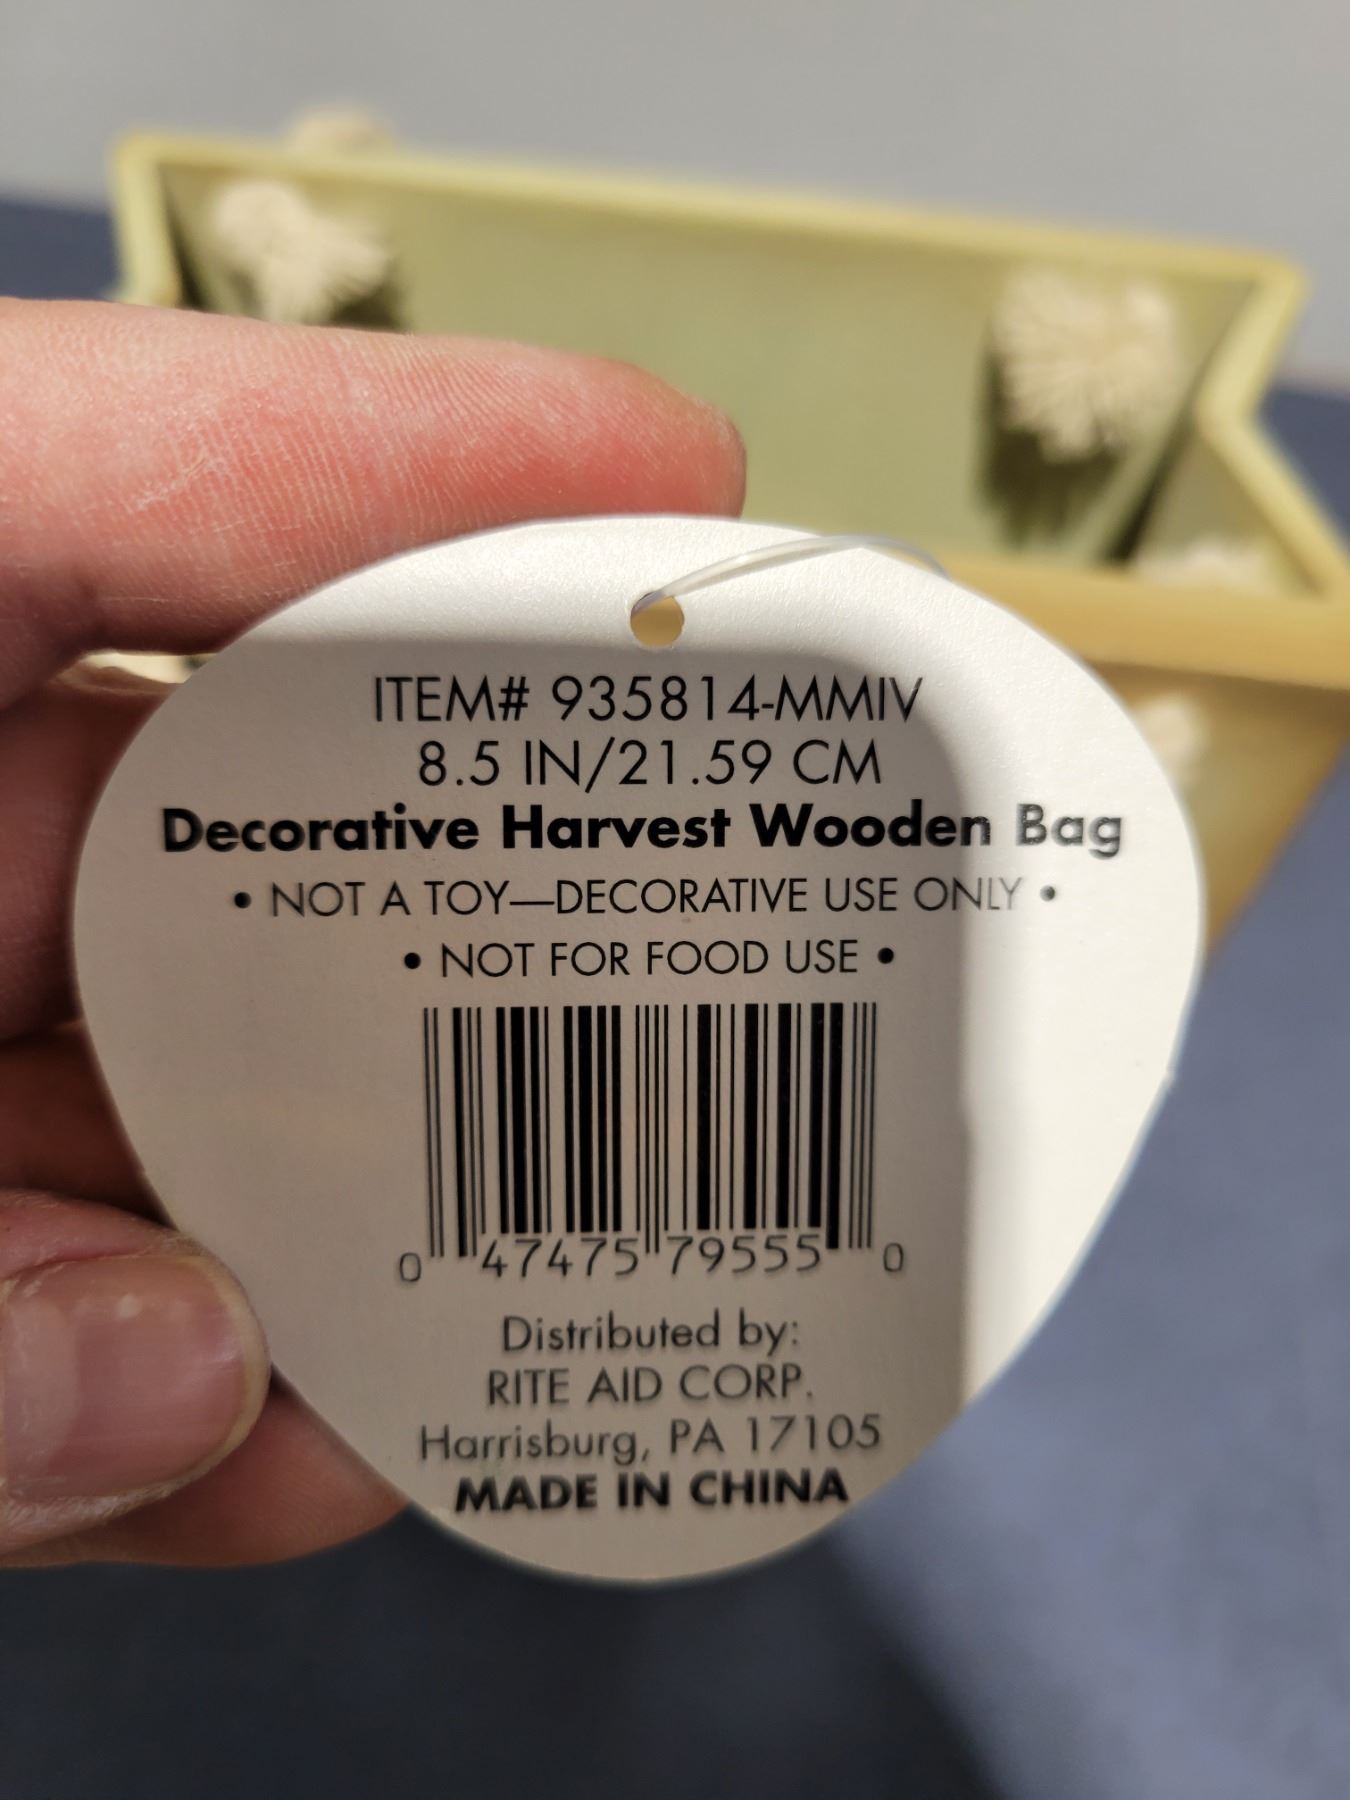 ITEM# 935814-MMIV
8.5 IN/21.59 CM
Decorative Harvest Wooden Bag
• NOT A TOY—DECORATIVE USE ONLY •
• NOT FOR FOOD USE •
0 47475 79555 0
Distributed by:
RITE AID CORP.
Harrisburg, PA 17105
MADE IN CHINA